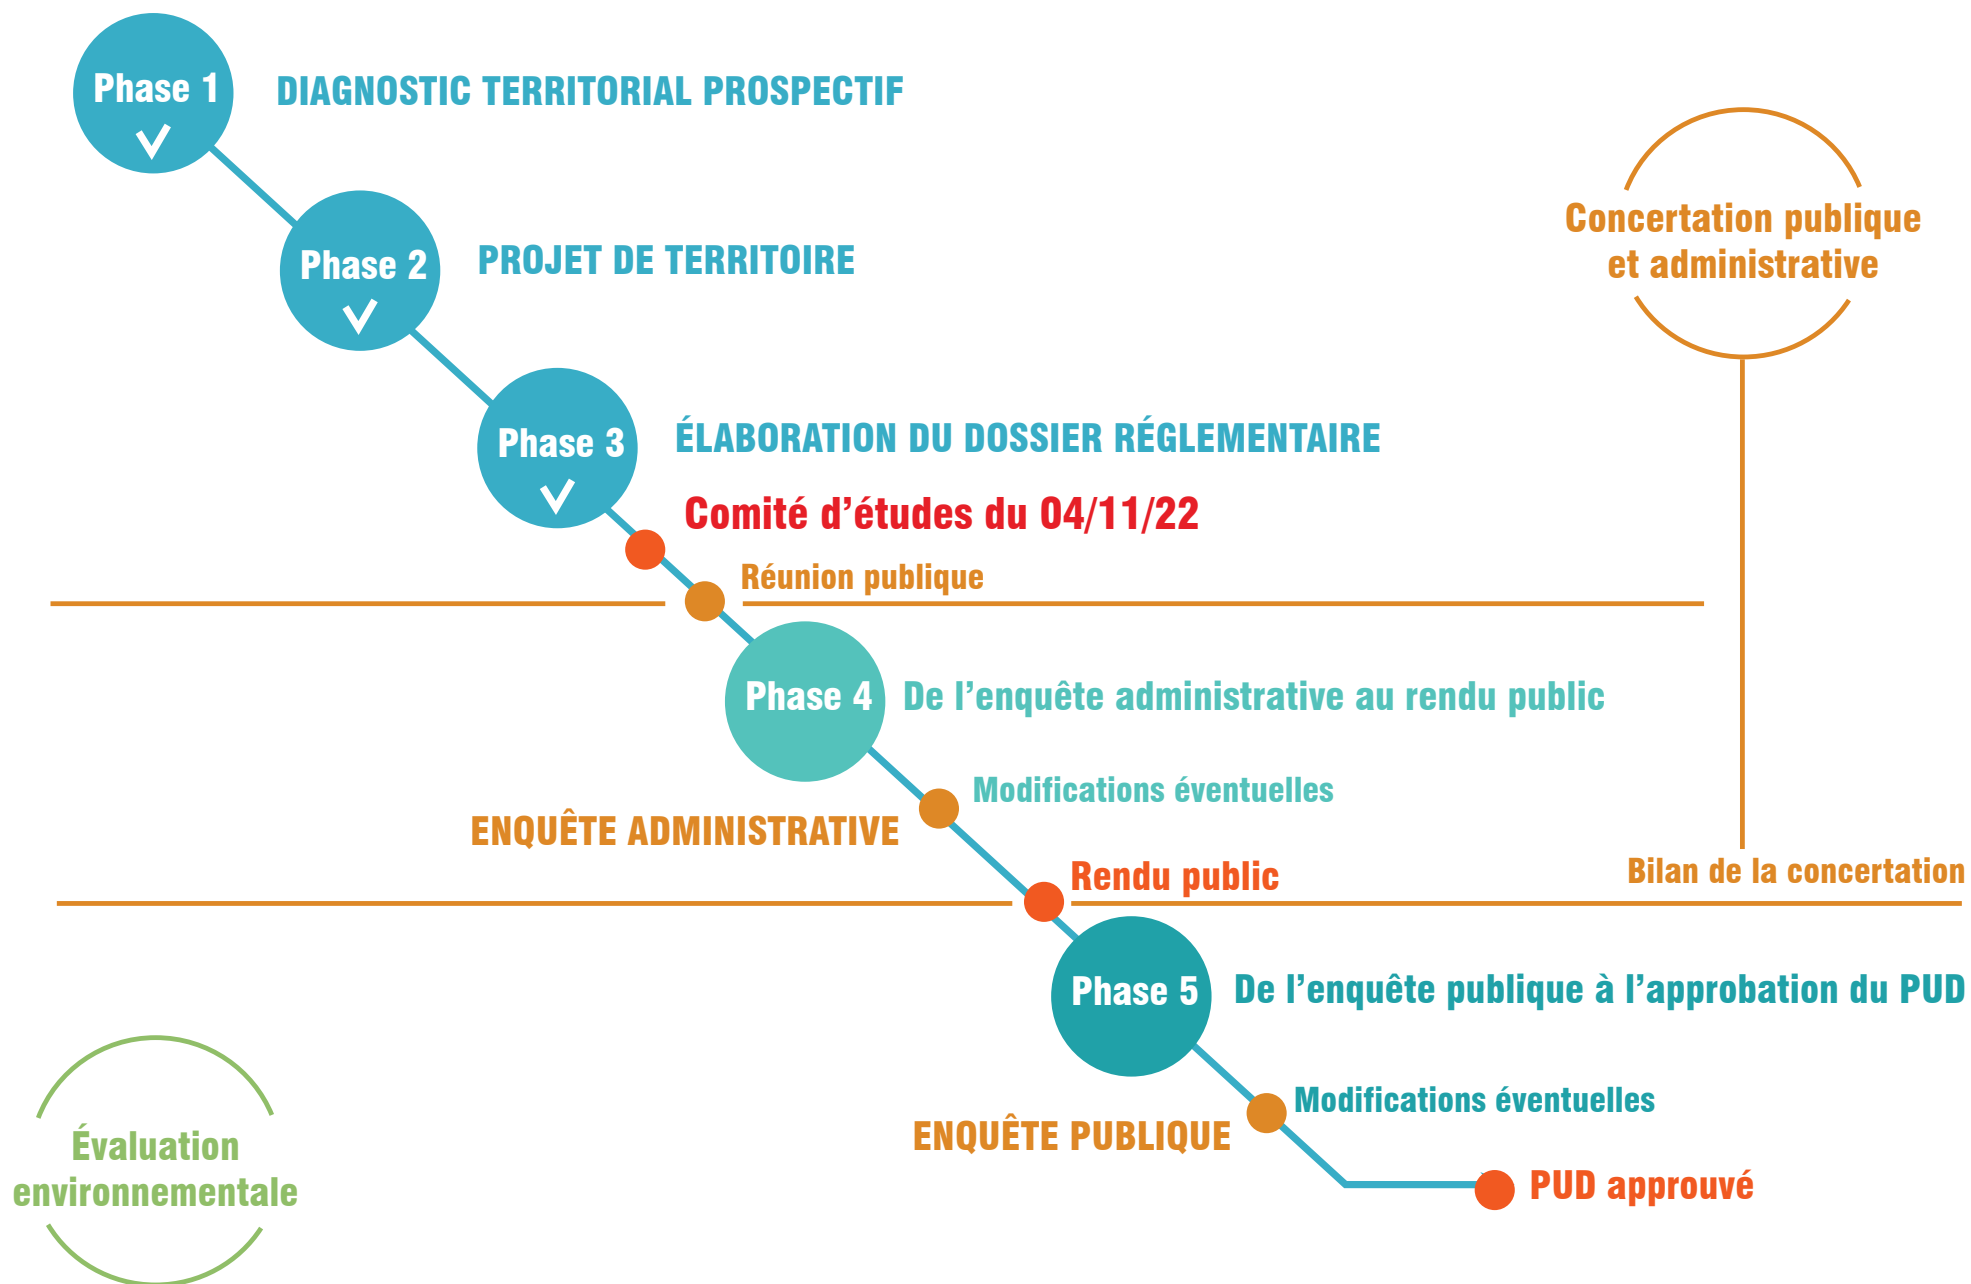 Phase 1
DIAGNOSTIC TERRITORIAL PROSPECTIF
Concertation publique
et administrative
Phase 2
PROJET DE TERRITOIRE
Phase 3
ÉLABORATION DU DOSSIER RÉGLEMENTAIRE
Comité d’études du 04/11/22
Réunion publique
Phase 4
De l’enquête administrative au rendu public
Modifications éventuelles
ENQUÊTE ADMINISTRATIVE
Rendu public
Bilan de la concertation
Phase 5
De l’enquête publique à l’approbation du PUD
Modifications éventuelles
ENQUÊTE PUBLIQUE
Évaluation
environnementale
PUD approuvé